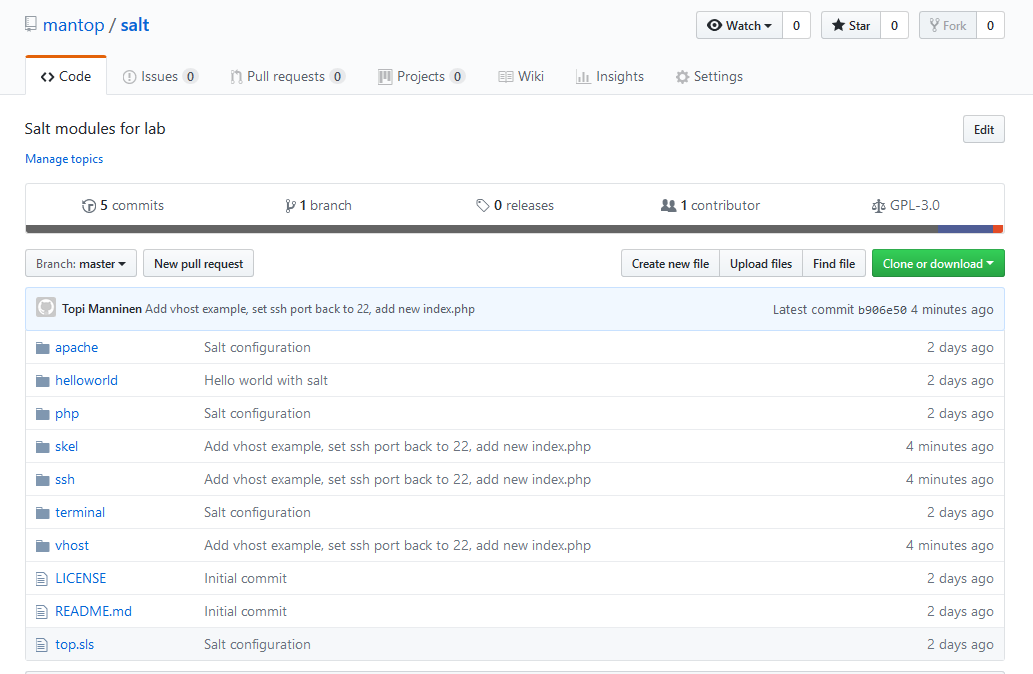 mantop / salt
Watch 0 Star 0 Fork 0
Code Issues 0 Pull requests 0 Projects 0 Wiki Insights Settings
Salt modules for lab
Edit
Manage topics
5 commits 1 branch 0 releases 1 contributor GPL-3.0
Branch: master New pull request Create new file Upload files Find file Clone or download
Topi Manninen Add vhost example, set ssh port back to 22, add new index.php Latest commit b906e50 4 minutes ago
apache Salt configuration 2 days ago
helloworld Hello world with salt 2 days ago
php Salt configuration 2 days ago
skel Add vhost example, set ssh port back to 22, add new index.php 4 minutes ago
ssh Add vhost example, set ssh port back to 22, add new index.php 4 minutes ago
terminal Salt configuration 2 days ago
vhost Add vhost example, set ssh port back to 22, add new index.php 4 minutes ago
LICENSE Initial commit 2 days ago
README.md Initial commit 2 days ago
top.sls Salt configuration 2 days ago